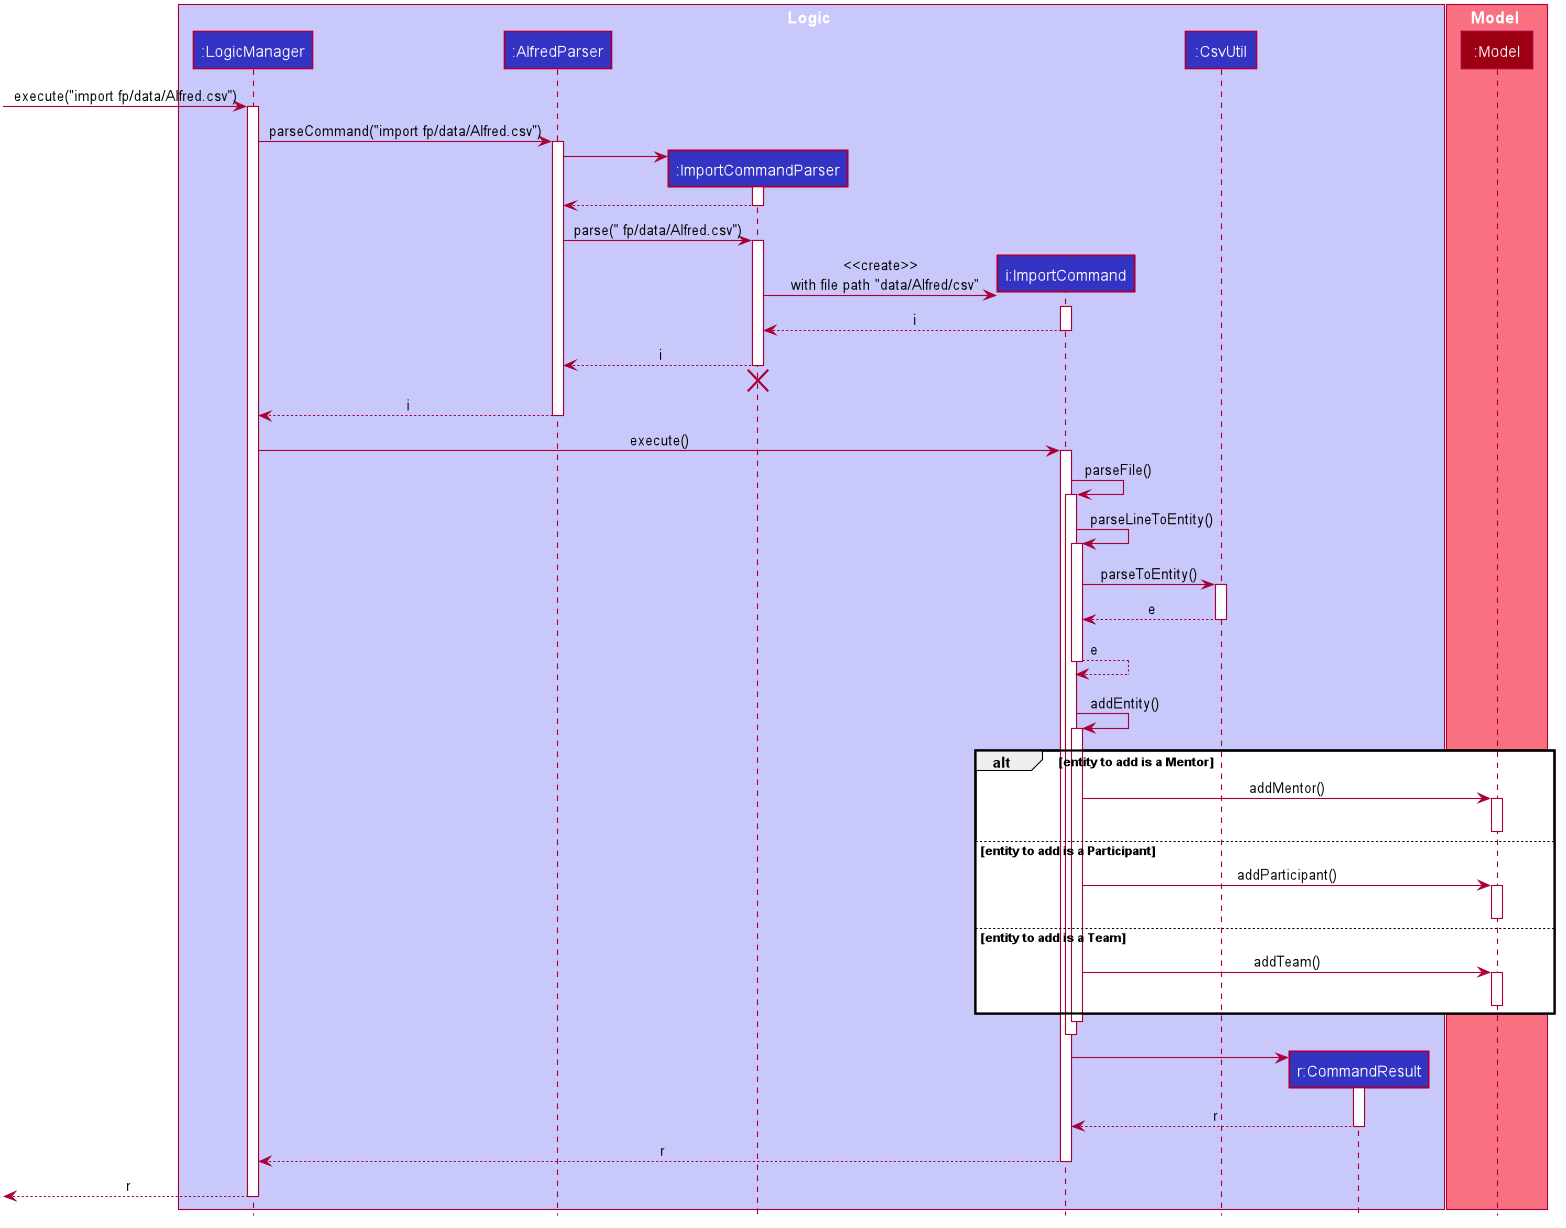 Logic
Model
:LogicManager
:AlfredParser
:CsvUtil
:Model
execute("import fp/data/Alfred.csv")
parseCommand("import fp/data/Alfred.csv")
:ImportCommandParser
parse(" fp/data/Alfred.csv")
<<create>>
with file path "data/Alfred/csv"
i:ImportCommand
i
i
i
execute()
parseFile()
parseLineToEntity()
parseToEntity()
e
e
addEntity()
alt
[entity to add is a Mentor]
addMentor()
[entity to add is a Participant]
addParticipant()
[entity to add is a Team]
addTeam()
r:CommandResult
r
r
r